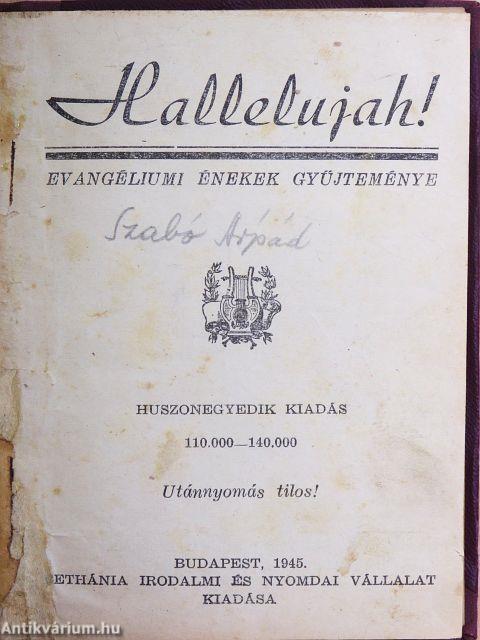 Hallelujah!
EVANGÉLIUMI ÉNEKEK GYŰJTEMÉNYE
Szabó Árpád
HUSZONEGYEDIK KIADÁS
110.000—140.000
Utánnyomás tilos!
BUDAPEST, 1945.
ETHÁNIA IRODALMI ÉS NYOMDAI VÁLLALAT
KIADÁSA
Antikvárium.hu